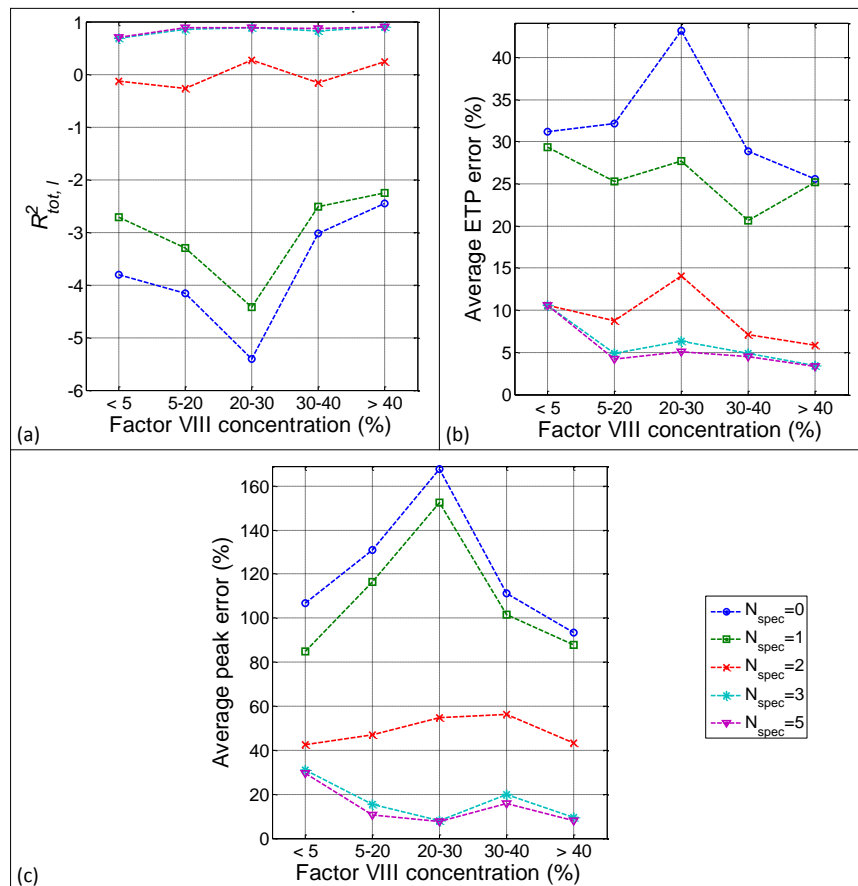 1
0
-1
-2
-3
-4
-5
-6
R²tot, l
< 5 5-20 20-30 30-40 > 40
Factor VIII concentration (%)
(a)
40
35
30
25
20
15
10
5
0
Average ETP error (%)
< 5 5-20 20-30 30-40 > 40
Factor VIII concentration (%)
(b)
160
140
120
100
80
60
40
20
0
Average peak error (%)
< 5 5-20 20-30 30-40 > 40
Factor VIII concentration (%)
(c)
Nspec=0
Nspec=1
Nspec=2
Nspec=3
Nspec=5